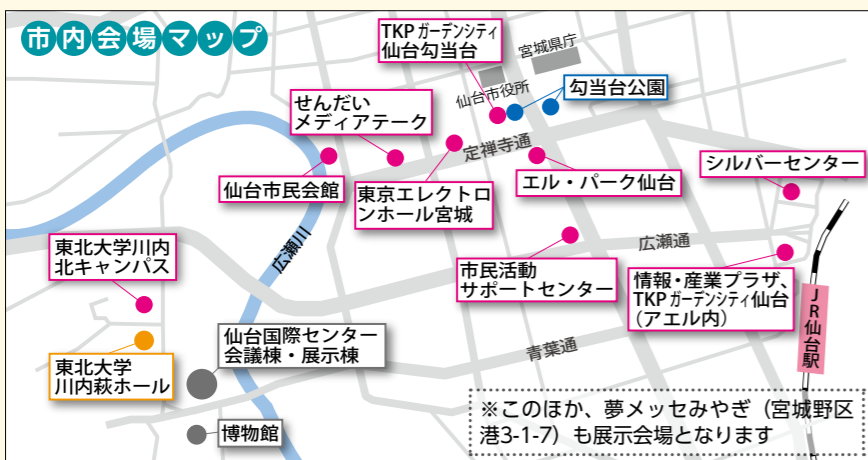 市内会場マップ
TKPガーデンシティ
仙台勾当台
宮城県庁
仙台市役所
勾当台公園
せんだい
メディアテーク
定禅寺通
シルバーセンター
仙台市民会館
東京エレクトロ
ンホール宮城
エル・パーク仙台
広瀬川
東北大学川内
北キャンパス
広瀬通
市民活動
サポートセンター
情報・産業プラザ、
TKPガーデンシティ仙台
(アエル内)
JR仙台駅
仙台国際センター
会議棟・展示棟
青葉通
東北大学
川内萩ホール
博物館
※このほか、夢メッセみやぎ(宮城野区
港3-1-7)も展示会場となります